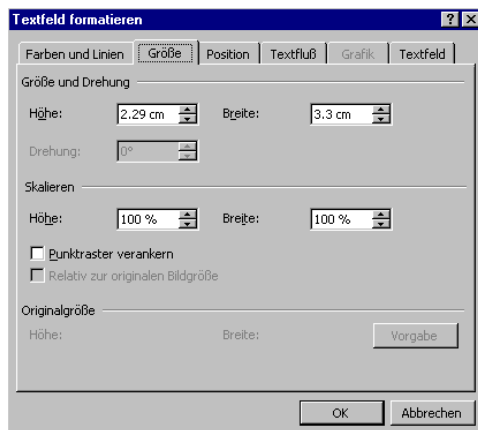 Textfeld formatieren
Farben und Linien Größe Position Textfluß Grafik Textfeld
Größe und Drehung
Höhe: 2.29 cm Breite: 3.3 cm
Drehung: 0°
Skalieren
Höhe: 100 % Breite: 100 %
Punktraster verankern
Relativ zur originalen Bildgröße
Originalgröße
Höhe: Breite: Vorgabe
OK Abbrechen